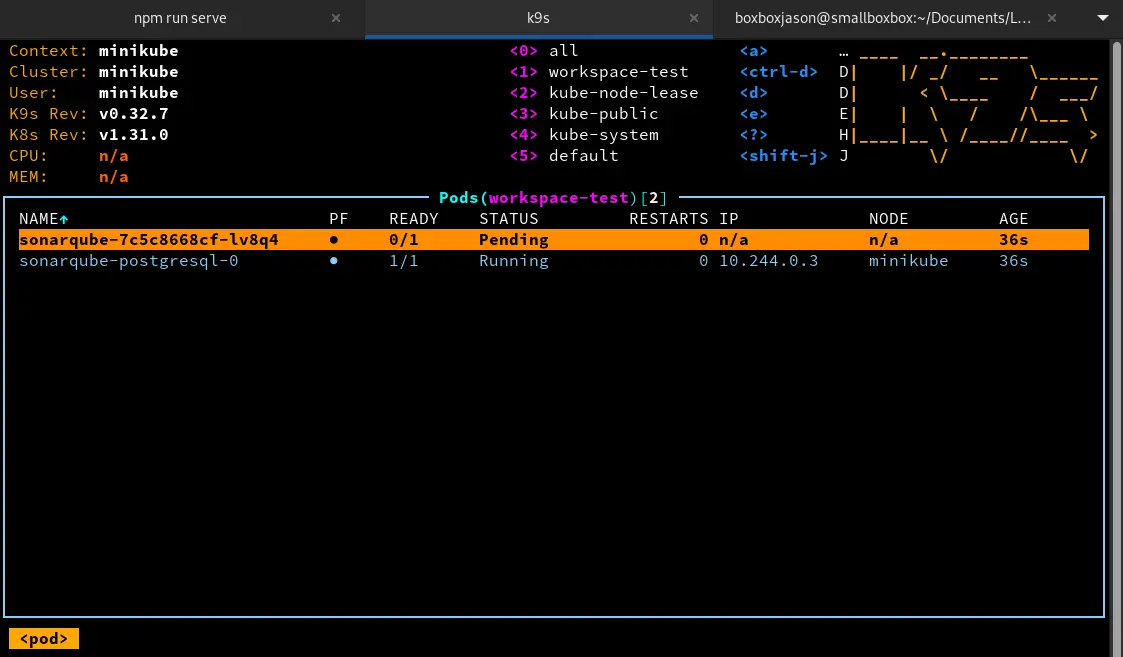 npm run serve × k9s × boxboxjason@smallboxbox:~/Documents/L... ×
Context: minikube <0> all <a> …
Cluster: minikube <1> workspace-test <ctrl-d> D
User: minikube <2> kube-node-lease <d> D
K9s Rev: v0.32.7 <3> kube-public <e> E
K8s Rev: v1.31.0 <4> kube-system <?> H
CPU: n/a <5> default <shift-j> J
MEM: n/a
Pods(workspace-test)[2]
NAME↑ PF READY STATUS RESTARTS IP NODE AGE
sonarqube-7c5c8668cf-lv8q4 ● 0/1 Pending 0 n/a n/a 36s
sonarqube-postgresql-0 ● 1/1 Running 0 10.244.0.3 minikube 36s
<pod>